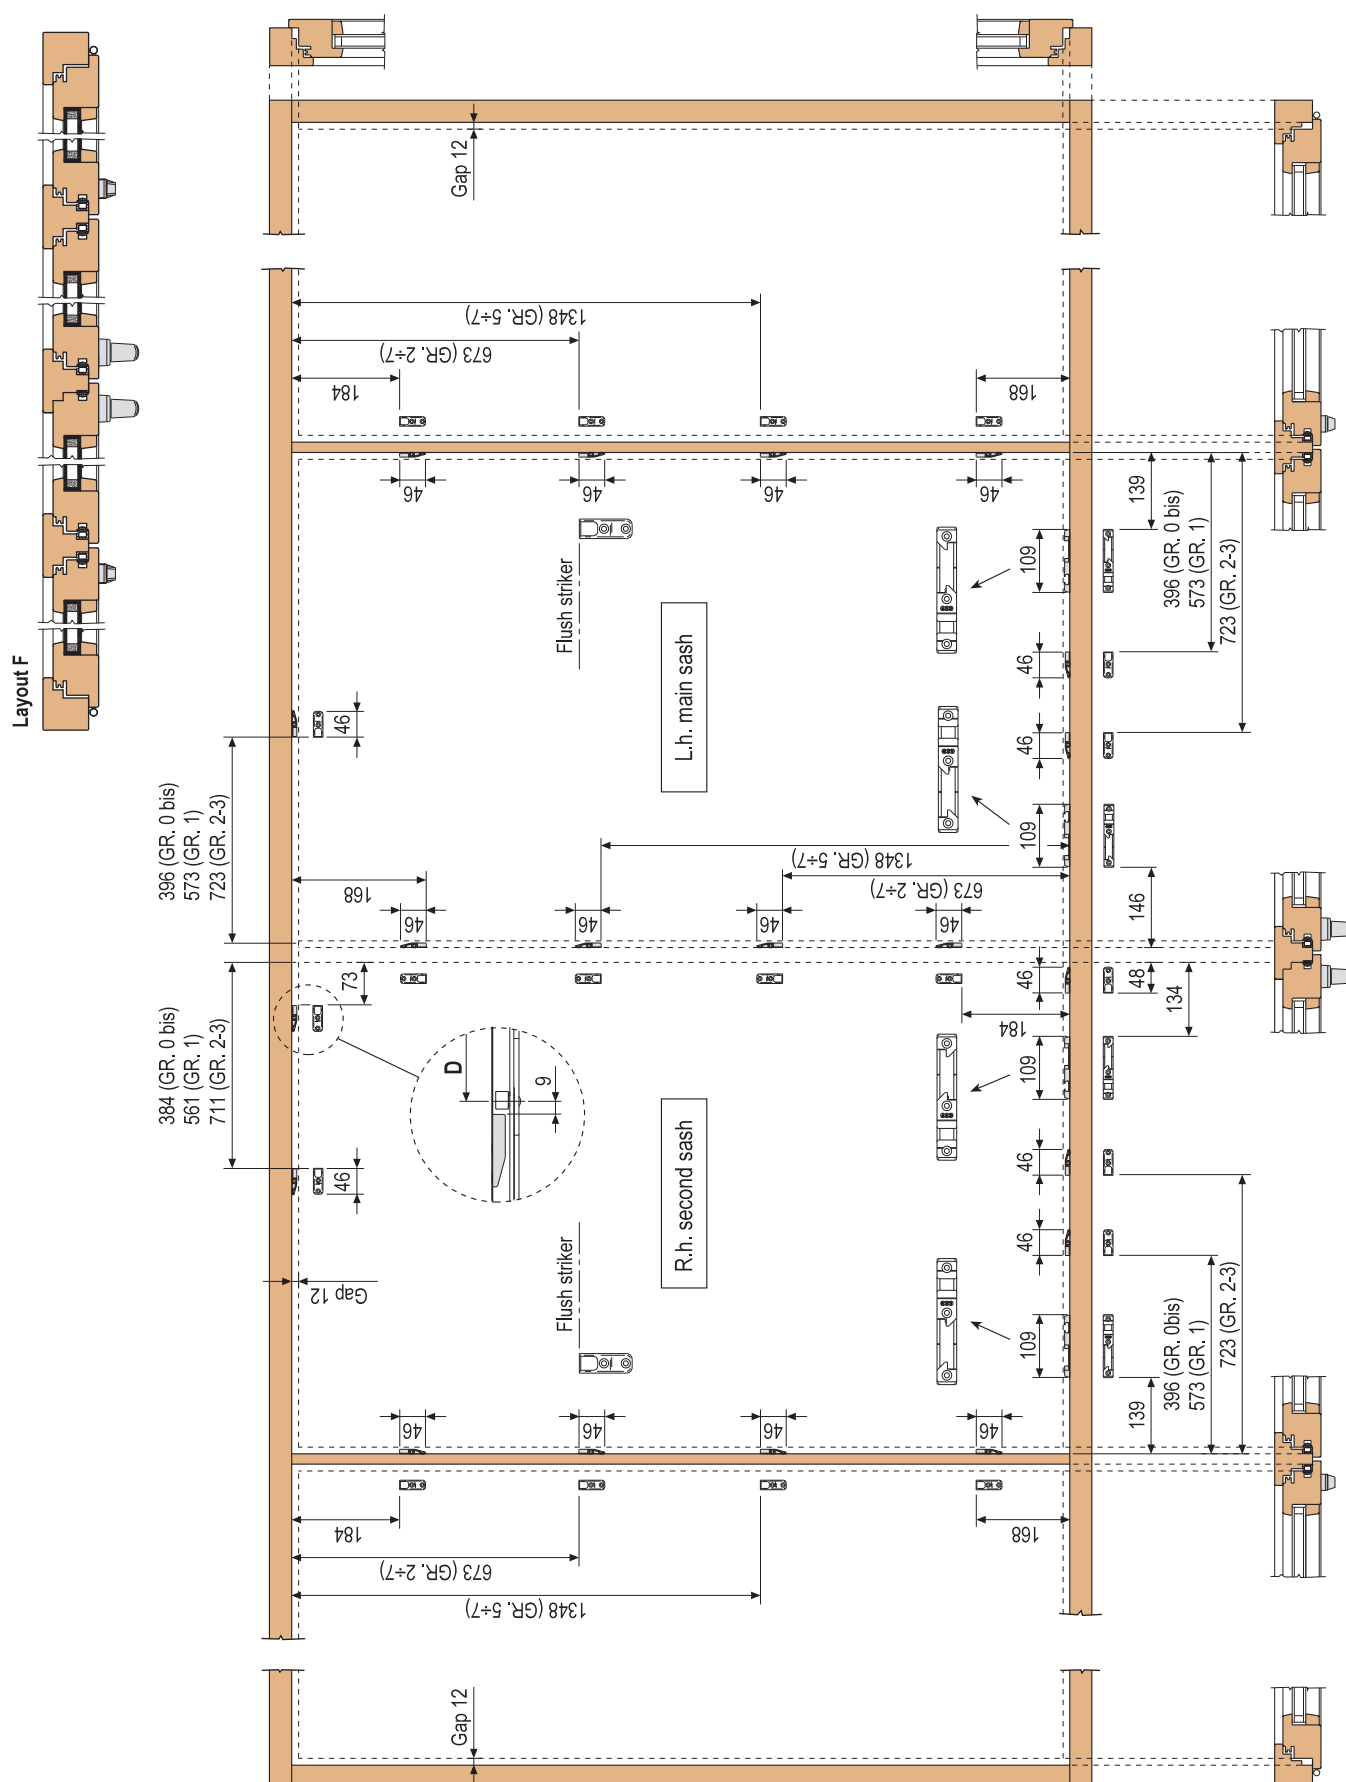 Layout F
Gap 12
1348 (GR. 5÷7)
673 (GR. 2÷7)
184
168
46
46
46
46
139
396 (GR. 0 bis)
573 (GR. 1)
723 (GR. 2-3)
Flush striker
109
L.h. main sash
46
46
46
396 (GR. 0 bis)
573 (GR. 1)
723 (GR. 2-3)
109
1348 (GR. 5÷7)
673 (GR. 2÷7)
168
146
46
46
46
46
73
46
48
134
184
384 (GR. 0 bis)
561 (GR. 1)
711 (GR. 2-3)
D
9
109
46
46
R.h. second sash
46
Flush striker
Gap 12
109
396 (GR. 0bis)
573 (GR. 1)
723 (GR. 2-3)
139
46
46
46
46
184
168
673 (GR. 2÷7)
1348 (GR. 5÷7)
Gap 12